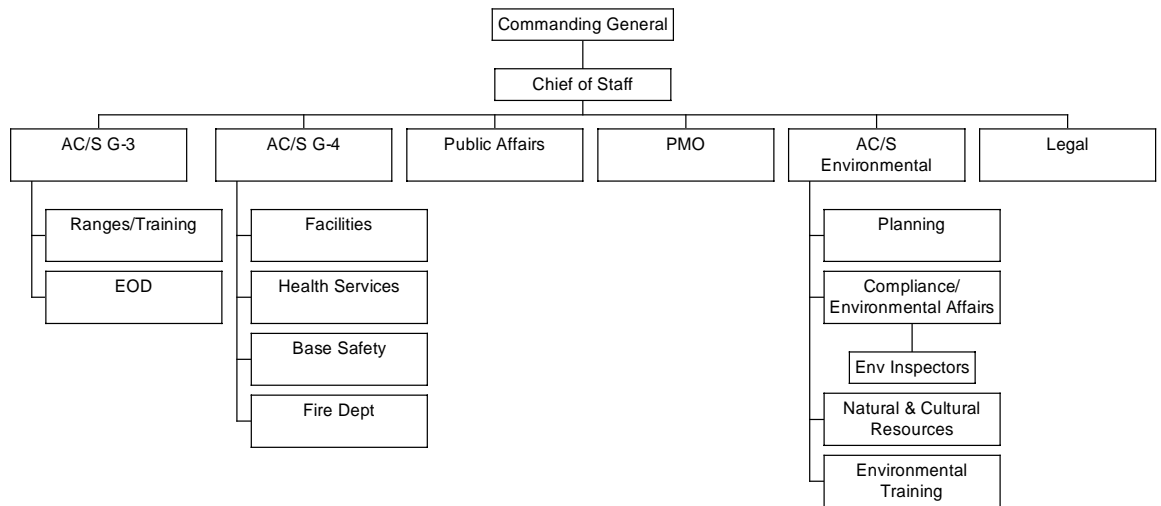 Commanding General
Chief of Staff
AC/S G-3
AC/S G-4
Public Affairs
PMO
AC/S
Environmental
Legal
Ranges/Training
EOD
Facilities
Health Services
Base Safety
Fire Dept
Planning
Compliance/
Environmental Affairs
Env Inspectors
Natural & Cultural
Resources
Environmental
Training